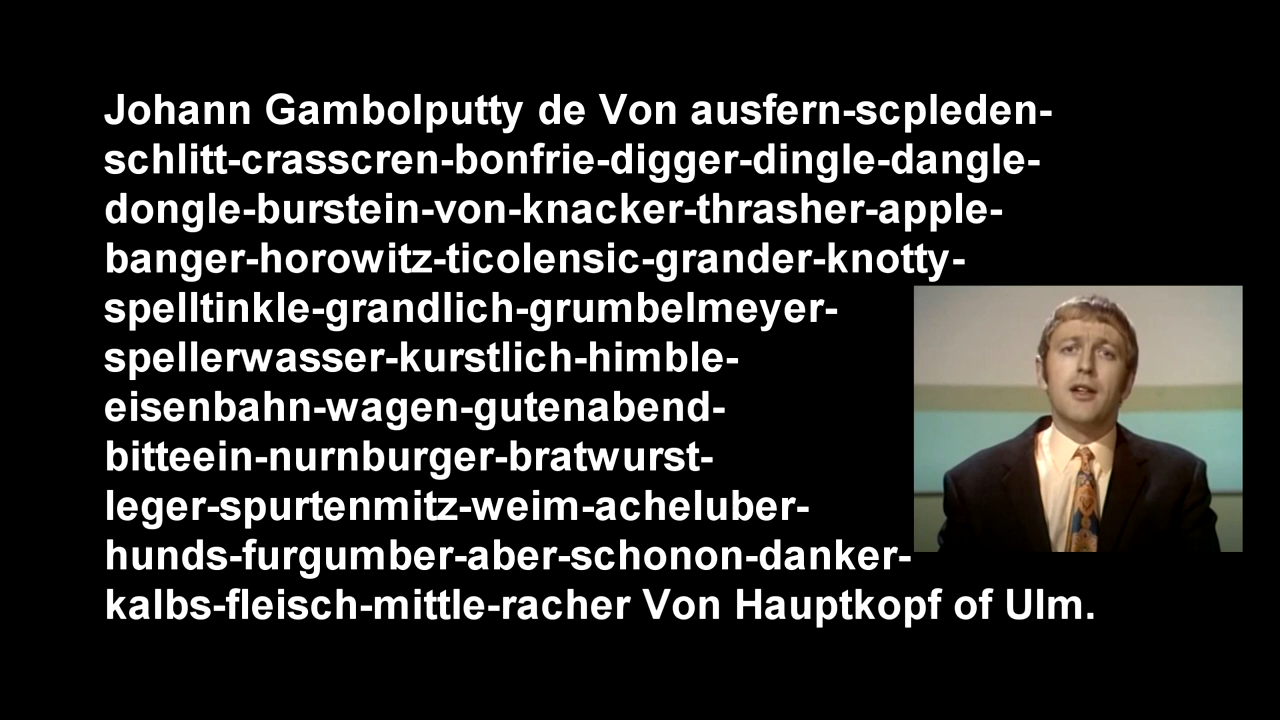 Johann Gambolputty de Von ausfern-scpleden-
schlitt-crasscren-bonfrie-digger-dingle-dangle-
dongle-burstein-von-knacker-thrasher-apple-
banger-horowitz-ticolensic-grander-knotty-
spelltinkle-grandlich-grumbelmeyer-
spellerwasser-kurstlich-himble-
eisenbahn-wagen-gutenabend-
bitteein-nurnburger-bratwurst-
leger-spurtenmitz-weim-acheluber-
hunds-furgumber-aber-schonon-danker-
kalbs-fleisch-mittle-racher Von Hauptkopf of Ulm.